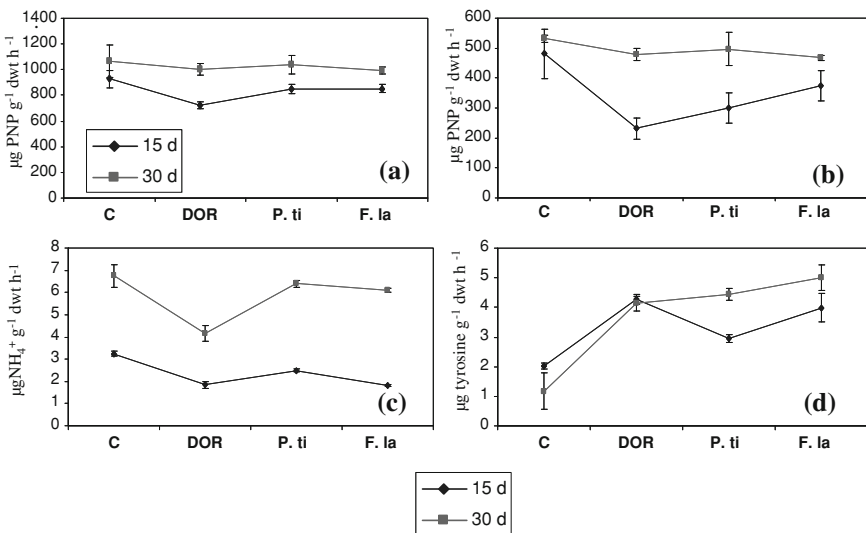 µg PNP g⁻¹ dwt h⁻¹
1400
1200
1000
800
600
400
200
0
15 d
30 d
(a)
C DOR P. ti F. la
µg PNP g⁻¹ dwt h⁻¹
600
500
400
300
200
100
0
(b)
C DOR P. ti F. la
µgNH₄⁺ g⁻¹ dwt h⁻¹
8
7
6
5
4
3
2
1
0
(c)
C DOR P. ti F. la
µg tyrosine g⁻¹ dwt h⁻¹
6
5
4
3
2
1
0
(d)
C DOR P. ti F. la
15 d
30 d